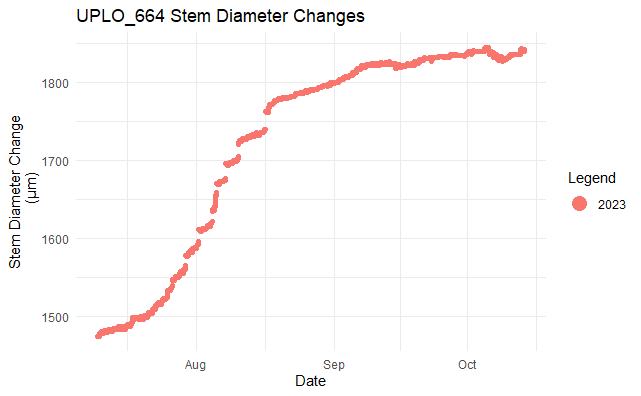 UPLO_664 Stem Diameter Changes
Stem Diameter Change
(μm)
1800
1700
1600
1500
Aug
Sep
Oct
Date
Legend
2023